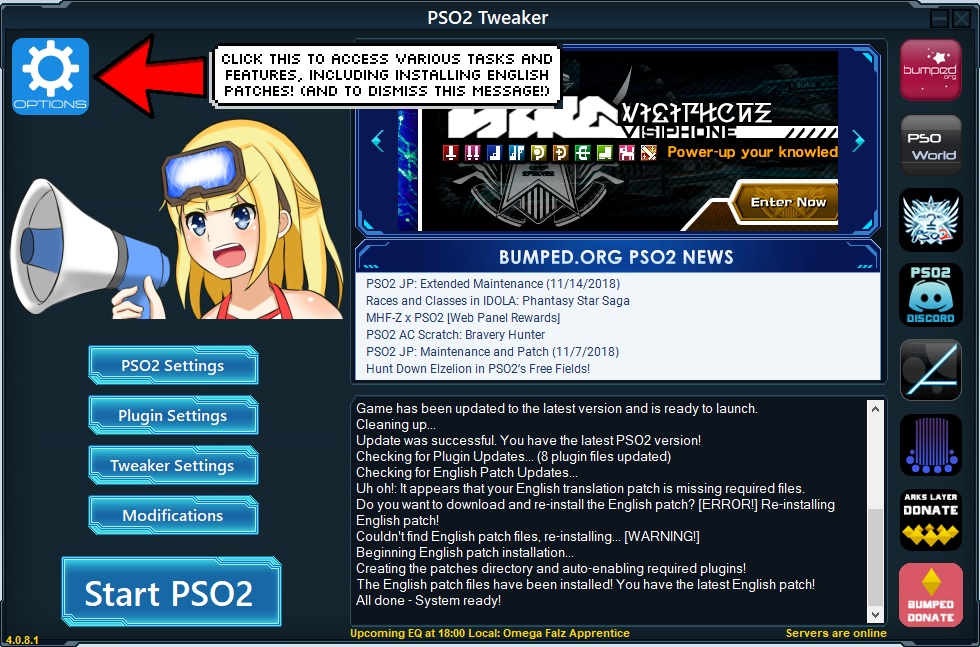 PSO2 Tweaker
OPTIONS
CLICK THIS TO ACCESS VARIOUS TASKS AND
FEATURES, INCLUDING INSTALLING ENGLISH
PATCHES! (AND TO DISMISS THIS MESSAGE!)
VISIPHONE
Power-up your knowled
Enter Now
BUMPED.ORG PSO2 NEWS
PSO2 JP: Extended Maintenance (11/14/2018)
Races and Classes in IDOLA: Phantasy Star Saga
MHF-Z x PSO2 [Web Panel Rewards]
PSO2 AC Scratch: Bravery Hunter
PSO2 JP: Maintenance and Patch (11/7/2018)
Hunt Down Elzelion in PSO2's Free Fields!
PSO2 Settings
Plugin Settings
Tweaker Settings
Modifications
Start PSO2
4.0.8.1
Game has been updated to the latest version and is ready to launch.
Cleaning up...
Update was successful. You have the latest PSO2 version!
Checking for Plugin Updates... (8 plugin files updated)
Checking for English Patch Updates...
Uh oh!: It appears that your English translation patch is missing required files.
Do you want to download and re-install the English patch? [ERROR!] Re-installing
English patch!
Couldn't find English patch files, re-installing... [WARNING!]
Beginning English patch installation...
Creating the patches directory and auto-enabling required plugins!
The English patch files have been installed! You have the latest English patch!
All done - System ready!
Upcoming EQ at 18:00 Local: Omega Falz Apprentice
Servers are online
bumped
.org
PSO
World
PSO2
PSO2
DISCORD
ARKS LAYER
DONATE
BUMPED
DONATE